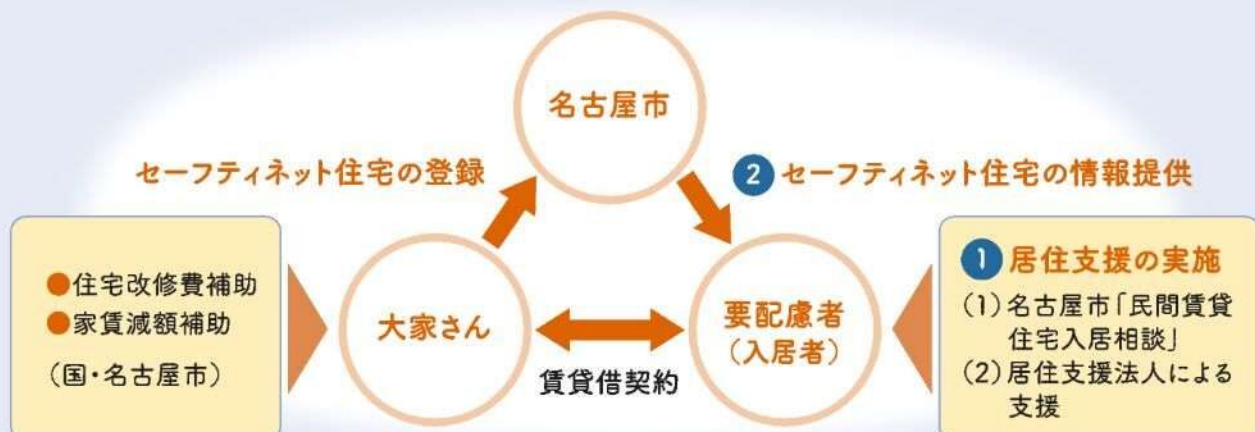 名古屋市
セーフティネット住宅の登録
2 セーフティネット住宅の情報提供
●住宅改修費補助
●家賃減額補助
(国・名古屋市)
大家さん
賃貸借契約
要配慮者
(入居者)
1 居住支援の実施
(1)名古屋市「民間賃貸
住宅入居相談」
(2)居住支援法人による
支援